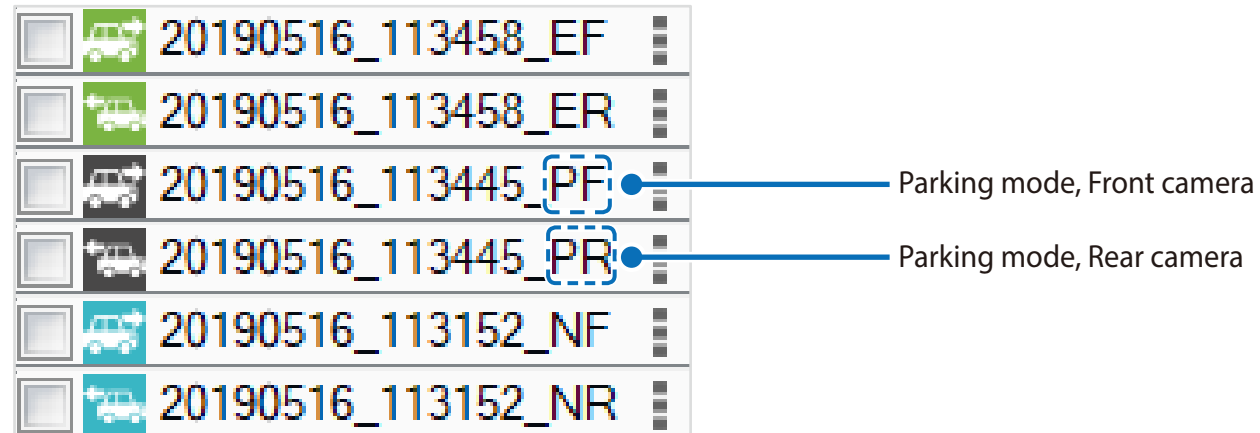 20190516_113458_EF
20190516_113458_ER
20190516_113445_PF
Parking mode, Front camera
20190516_113445_PR
Parking mode, Rear camera
20190516_113152_NF
20190516_113152_NR